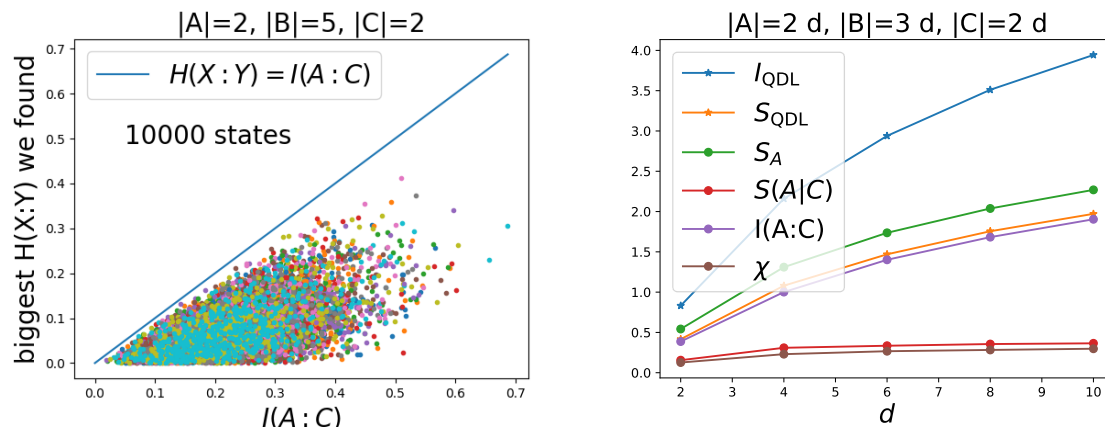 |A|=2, |B|=5, |C|=2
biggest H(X:Y) we found
0.7
0.6
0.5
0.4
0.3
0.2
0.1
0.0
H(X : Y) = I(A : C)
10000 states
0.0 0.1 0.2 0.3 0.4 0.5 0.6 0.7
I(A : C)
|A|=2 d, |B|=3 d, |C|=2 d
4.0
3.5
3.0
2.5
2.0
1.5
1.0
0.5
0.0
I_QDL
S_QDL
S_A
S(A|C)
I(A:C)
χ
2 3 4 5 6 7 8 9 10
d